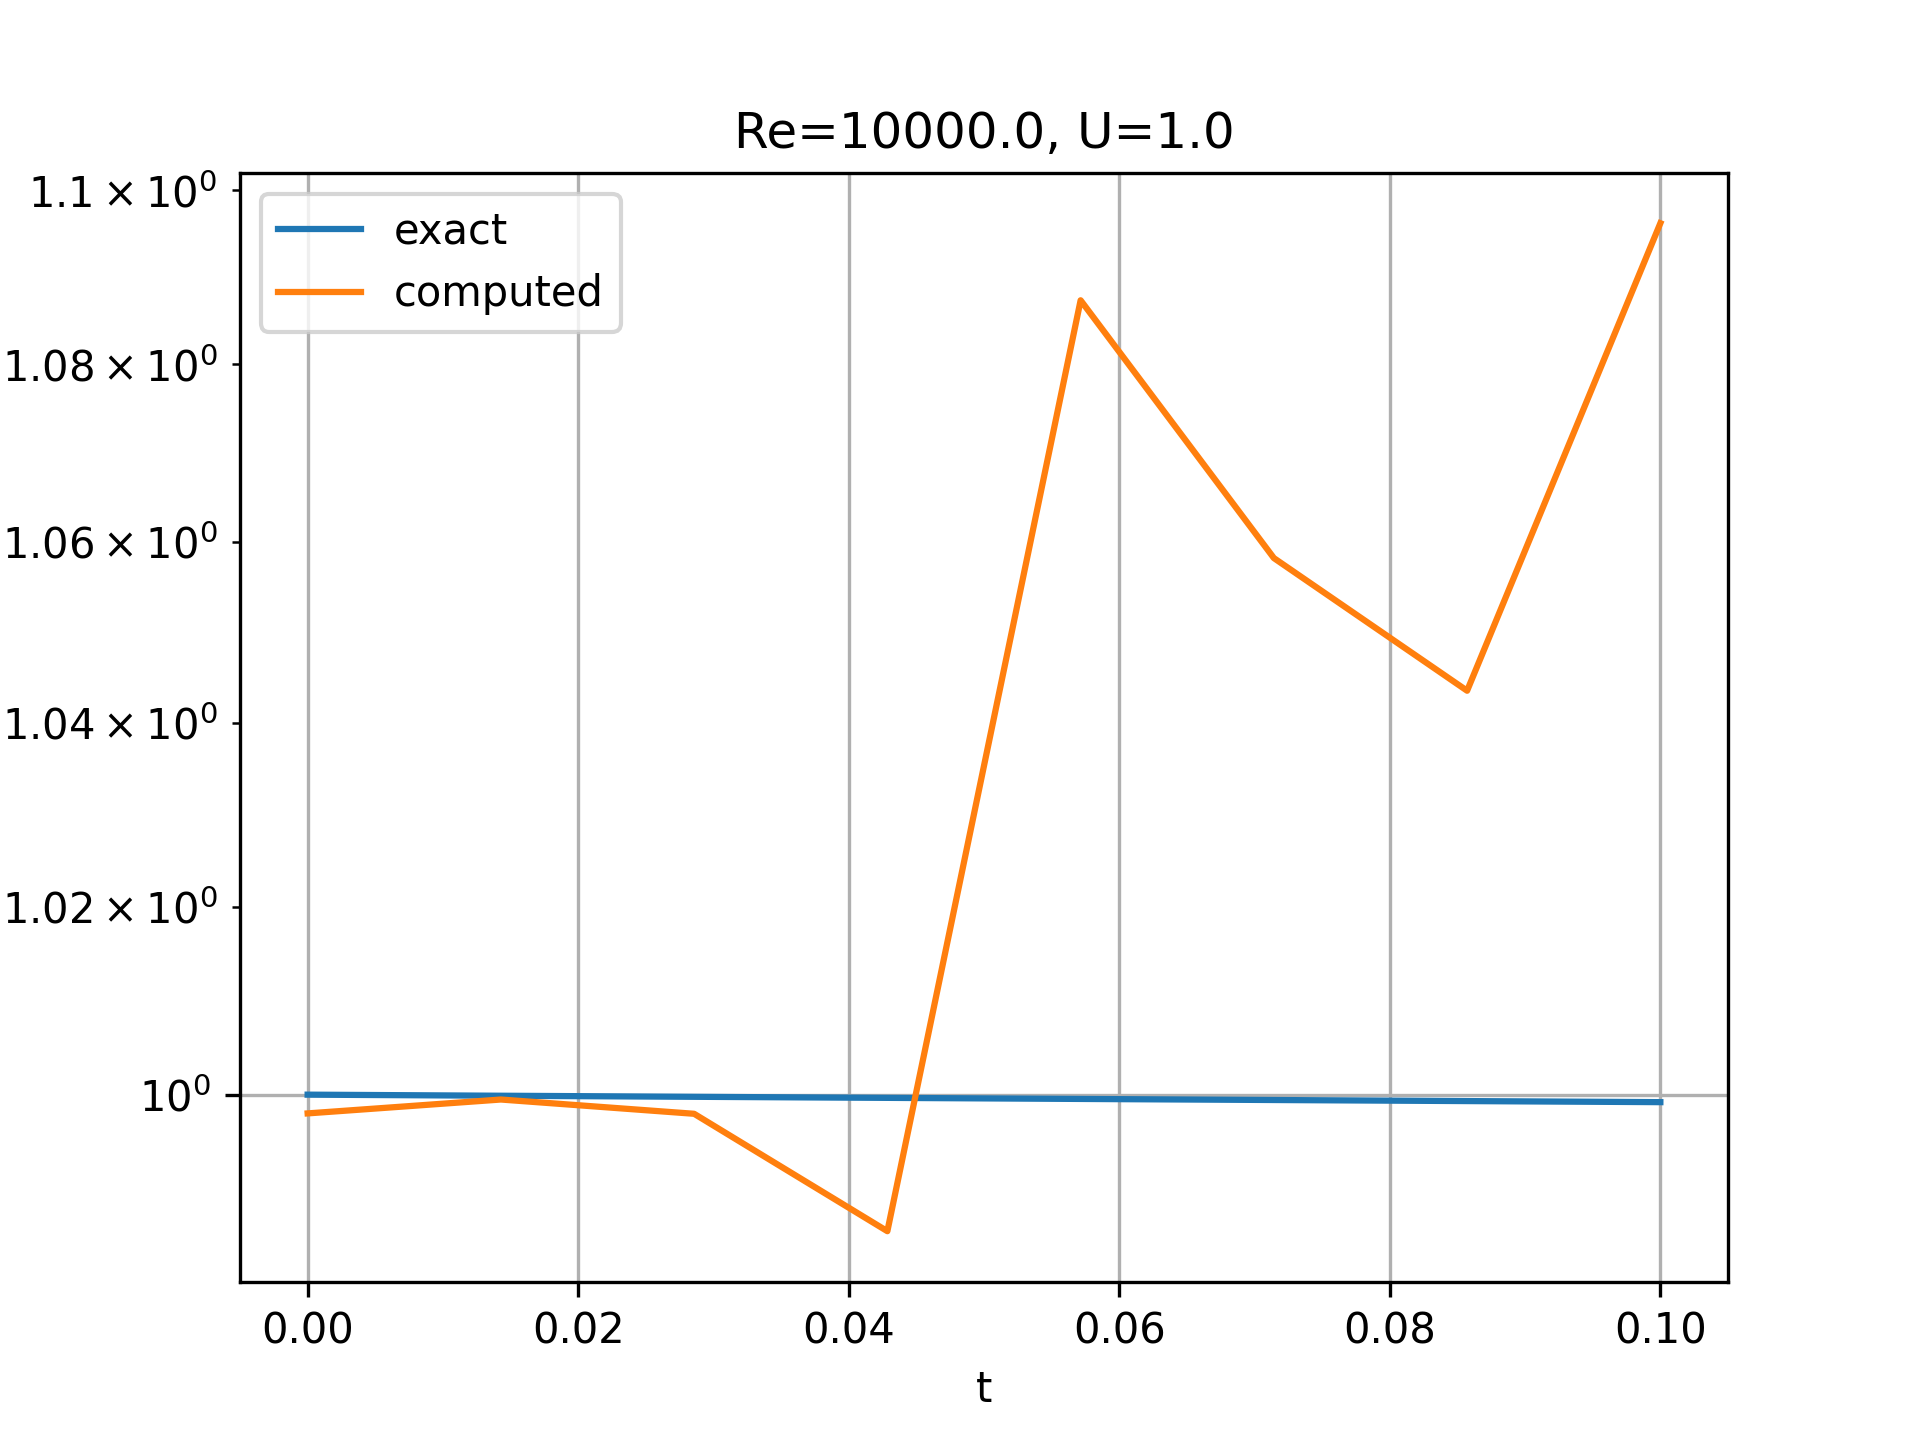 Re=10000.0, U=1.0
1.1 × 10⁰
1.08 × 10⁰
1.06 × 10⁰
1.04 × 10⁰
1.02 × 10⁰
10⁰
exact
computed
0.00 0.02 0.04 0.06 0.08 0.10
t